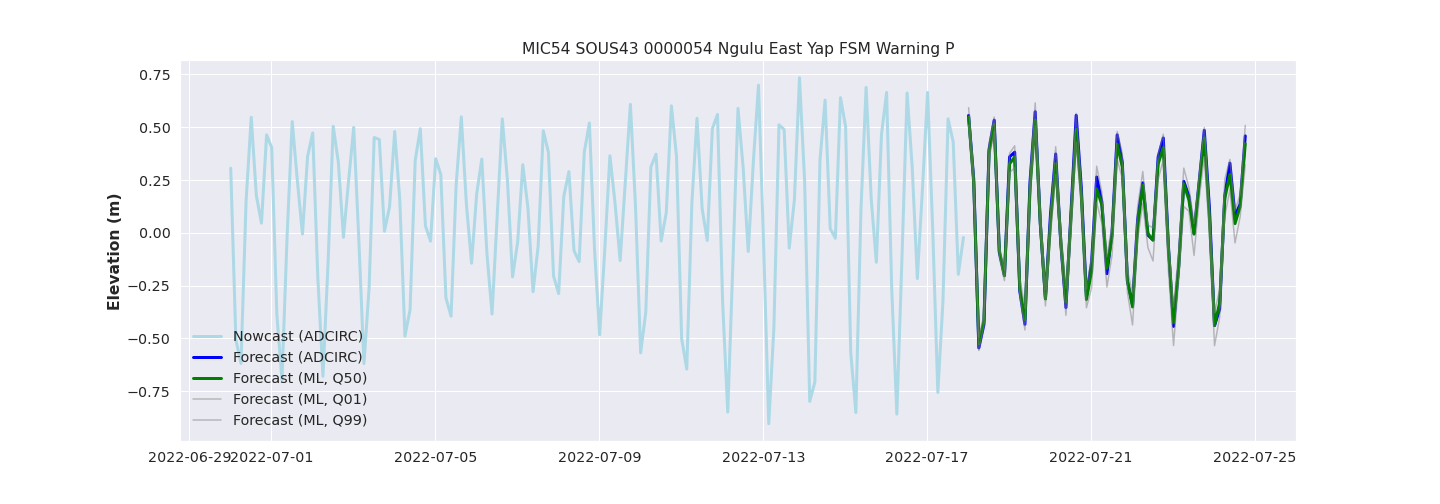 MIC54 SOUS43 0000054 Ngulu East Yap FSM Warning P
Elevation (m)
0.75
0.50
0.25
0.00
−0.25
−0.50
−0.75
Nowcast (ADCIRC)
Forecast (ADCIRC)
Forecast (ML, Q50)
Forecast (ML, Q01)
Forecast (ML, Q99)
2022-06-29 2022-07-01 2022-07-05 2022-07-09 2022-07-13 2022-07-17 2022-07-21 2022-07-25